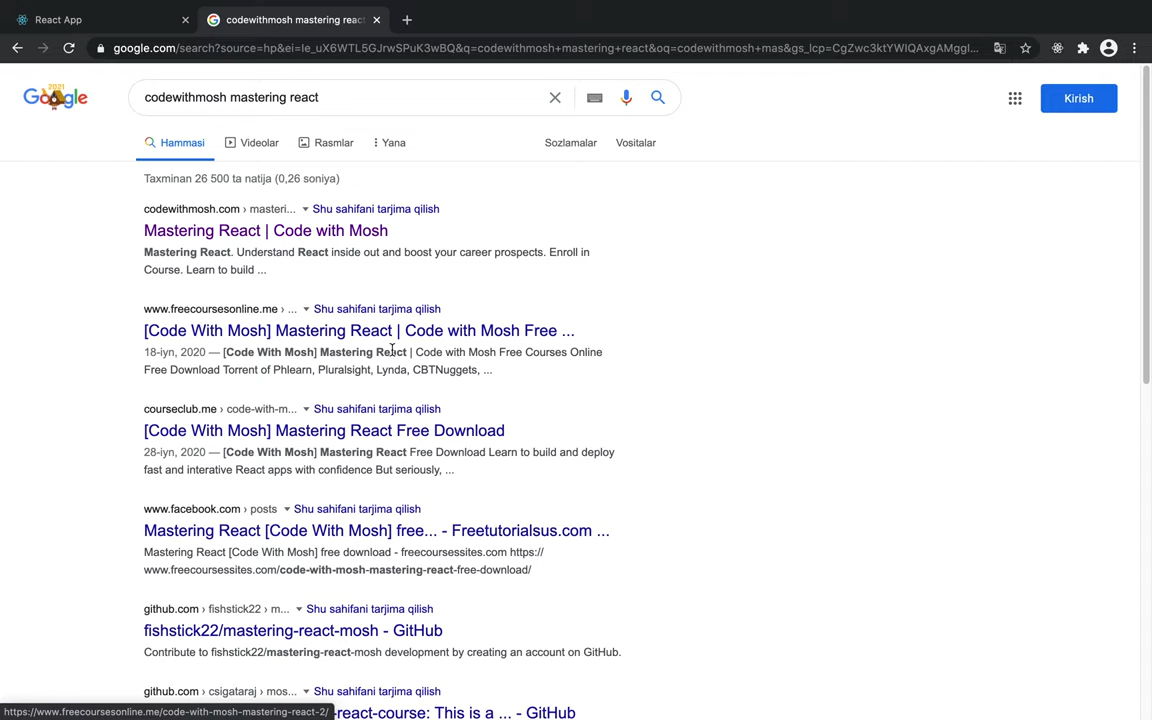 React App
codewithmosh mastering react
google.com/search?source=hp&ei=le_uX6WTL5GJrwSPuK3wBQ&q=codewithmosh+mastering+react&oq=codewithmosh+mas&gs_lcp=CgZwc3ktYWIQAxgAMggI...
2021
Google
codewithmosh mastering react
Kirish
Hammasi Videolar Rasmlar Yana Sozlamalar Vositalar
Taxminan 26 500 ta natija (0,26 soniya)
codewithmosh.com › masteri... Shu sahifani tarjima qilish
Mastering React | Code with Mosh
Mastering React. Understand React inside out and boost your career prospects. Enroll in
Course. Learn to build ...
www.freecoursesonline.me › ... Shu sahifani tarjima qilish
[Code With Mosh] Mastering React | Code with Mosh Free ...
18-iyn, 2020 — [Code With Mosh] Mastering React | Code with Mosh Free Courses Online
Free Download Torrent of Phlearn, Pluralsight, Lynda, CBTNuggets, ...
courseclub.me › code-with-m... Shu sahifani tarjima qilish
[Code With Mosh] Mastering React Free Download
28-iyn, 2020 — [Code With Mosh] Mastering React Free Download Learn to build and deploy
fast and interative React apps with confidence But seriously, ...
www.facebook.com › posts Shu sahifani tarjima qilish
Mastering React [Code With Mosh] free... - Freetutorialsus.com ...
Mastering React [Code With Mosh] free download - freecoursessites.com https://
www.freecoursessites.com/code-with-mosh-mastering-react-free-download/
github.com › fishstick22 › m... Shu sahifani tarjima qilish
fishstick22/mastering-react-mosh - GitHub
Contribute to fishstick22/mastering-react-mosh development by creating an account on GitHub.
github.com › csigataraj › mos... Shu sahifani tarjima qilish
-react-course: This is a ... - GitHub
https://www.freecoursesonline.me/code-with-mosh-mastering-react-2/